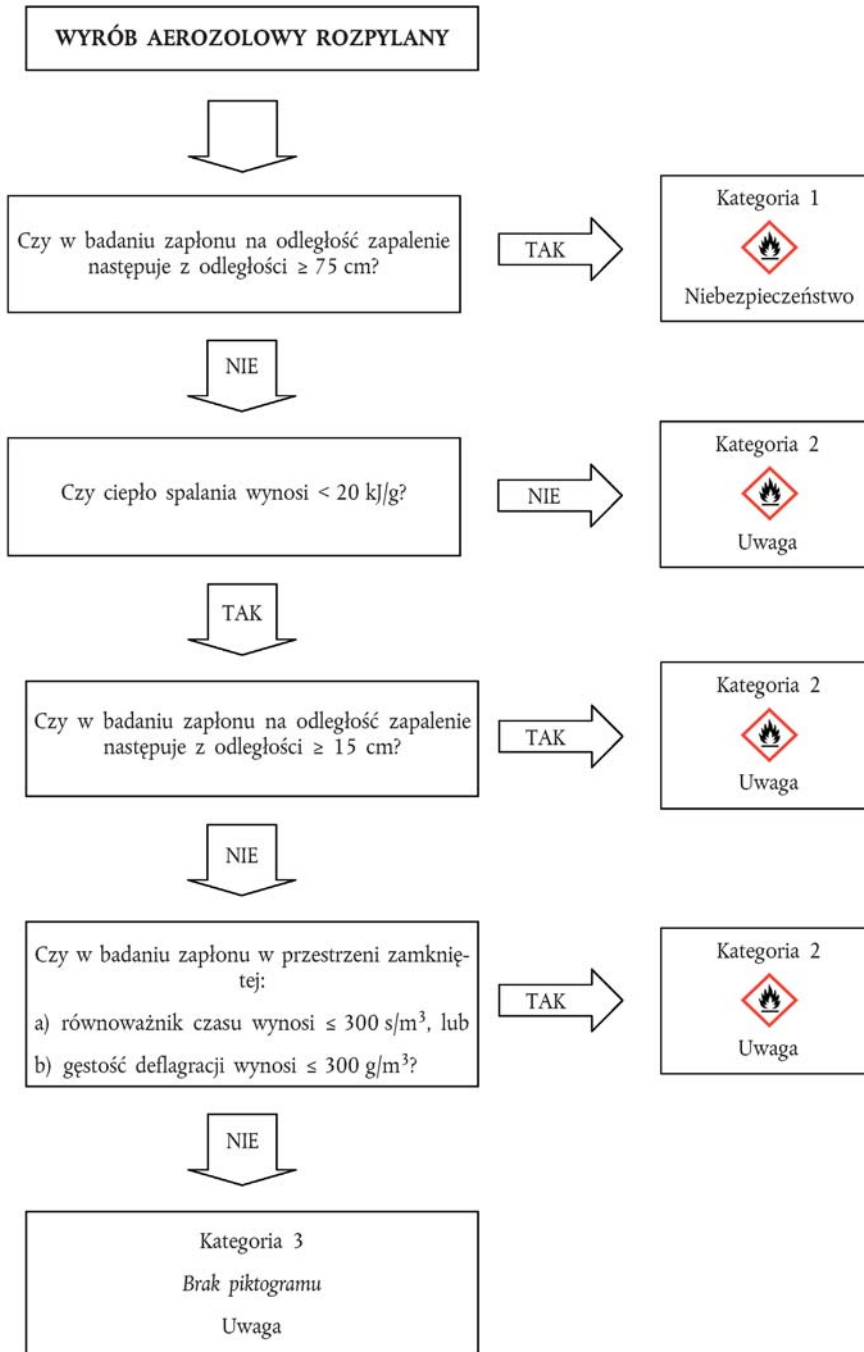 WYRÓB AEROZOLOWY ROZPYLANY
Czy w badaniu zapłonu na odległość zapalenie
następuje z odległości ≥ 75 cm?
TAK
Kategoria 1
Niebezpieczeństwo
NIE
Czy ciepło spalania wynosi < 20 kJ/g?
NIE
Kategoria 2
Uwaga
TAK
Czy w badaniu zapłonu na odległość zapalenie
następuje z odległości ≥ 15 cm?
TAK
Kategoria 2
Uwaga
NIE
Czy w badaniu zapłonu w przestrzeni zamknię-
tej:
a) równoważnik czasu wynosi ≤ 300 s/m³, lub
b) gęstość deflagracji wynosi ≤ 300 g/m³?
TAK
Kategoria 2
Uwaga
NIE
Kategoria 3
Brak piktogramu
Uwaga